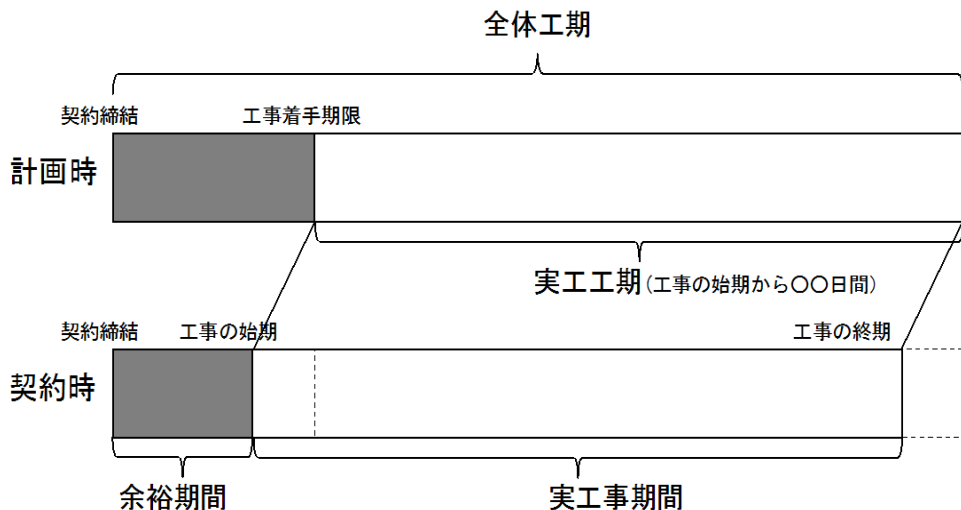 全体工期
契約締結
工事着手期限
計画時
実工工期(工事の始期から〇〇日間)
契約締結
工事の始期
工事の終期
契約時
余裕期間
実工事期間